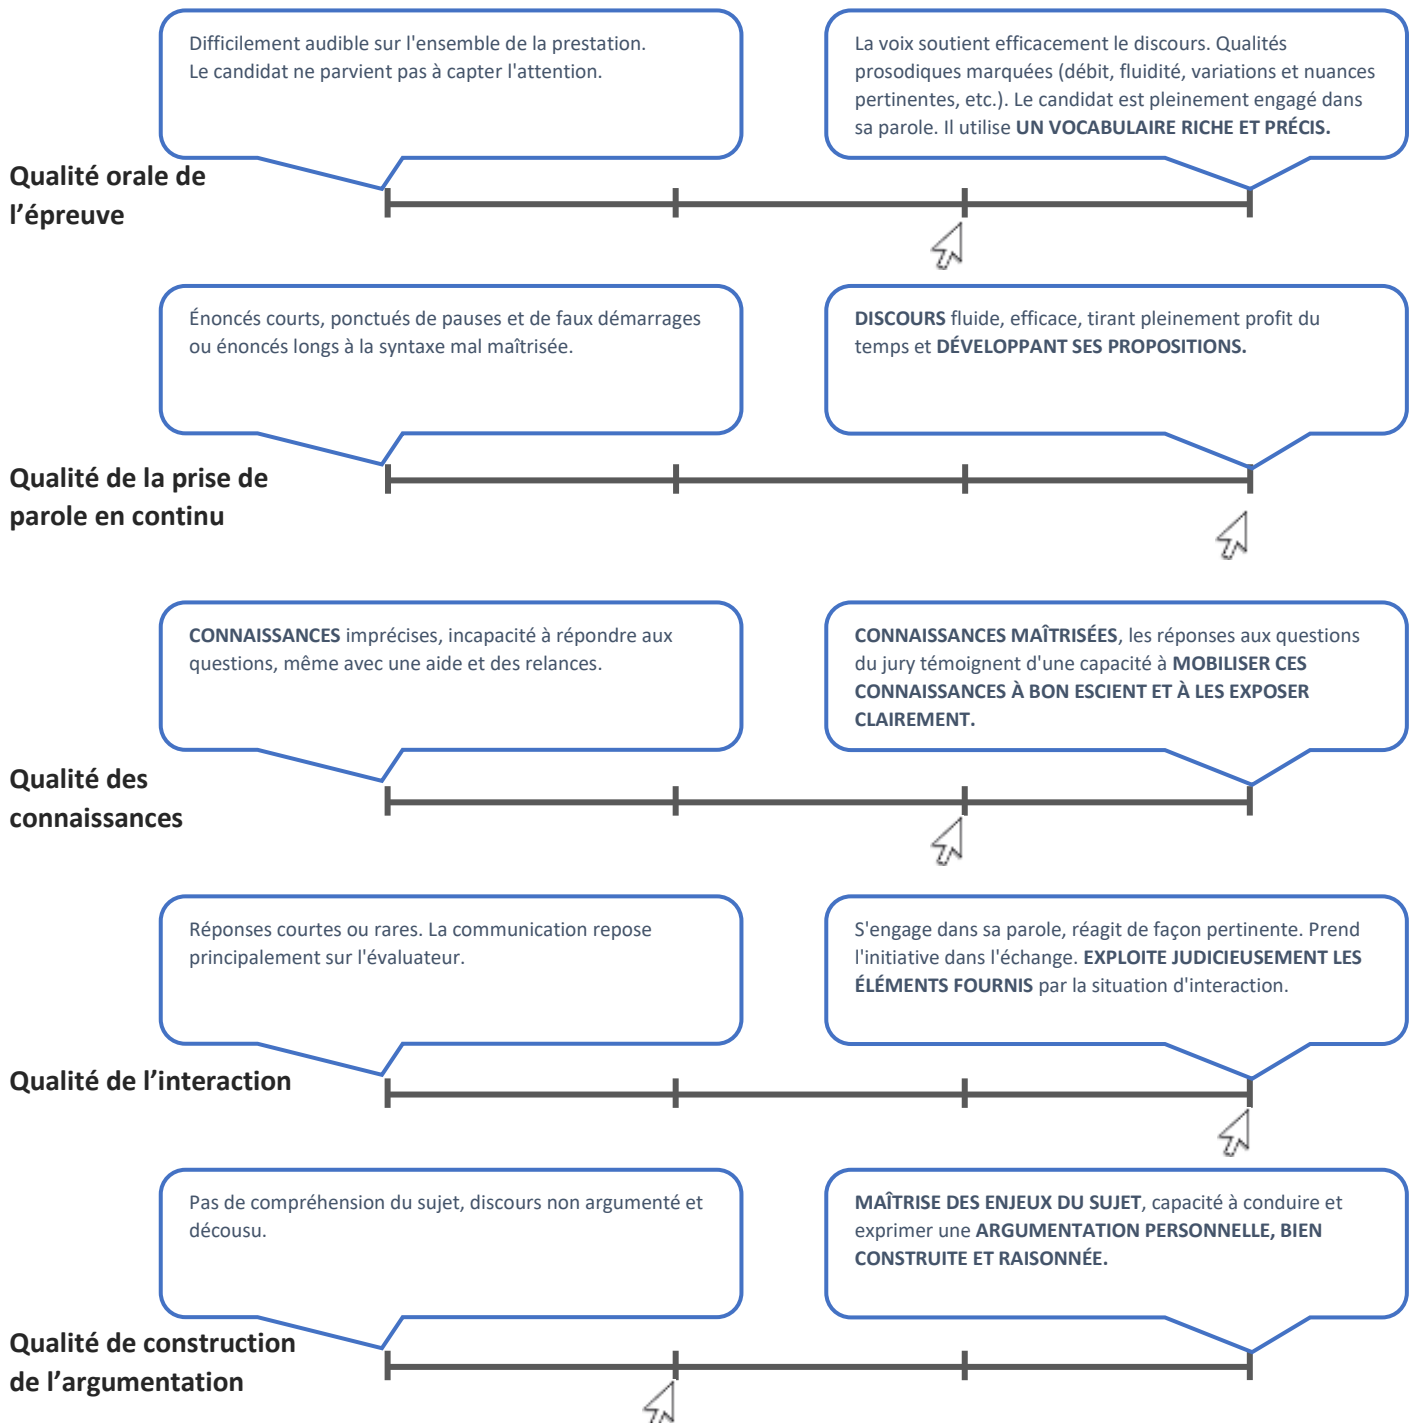 Difficilement audible sur l'ensemble de la prestation.
Le candidat ne parvient pas à capter l'attention.
La voix soutient efficacement le discours. Qualités
prosodiques marquées (débit, fluidité, variations et nuances
pertinentes, etc.). Le candidat est pleinement engagé dans
sa parole. Il utilise UN VOCABULAIRE RICHE ET PRÉCIS.
Qualité orale de
l’épreuve
Énoncés courts, ponctués de pauses et de faux démarrages
ou énoncés longs à la syntaxe mal maîtrisée.
DISCOURS fluide, efficace, tirant pleinement profit du
temps et DÉVELOPPANT SES PROPOSITIONS.
Qualité de la prise de
parole en continu
CONNAISSANCES imprécises, incapacité à répondre aux
questions, même avec une aide et des relances.
CONNAISSANCES MAÎTRISÉES, les réponses aux questions
du jury témoignent d'une capacité à MOBILISER CES
CONNAISSANCES À BON ESCIENT ET À LES EXPOSER
CLAIREMENT.
Qualité des
connaissances
Réponses courtes ou rares. La communication repose
principalement sur l'évaluateur.
S'engage dans sa parole, réagit de façon pertinente. Prend
l'initiative dans l'échange. EXPLOITE JUDICIEUSEMENT LES
ÉLÉMENTS FOURNIS par la situation d'interaction.
Qualité de l’interaction
Pas de compréhension du sujet, discours non argumenté et
décousu.
MAÎTRISE DES ENJEUX DU SUJET, capacité à conduire et
exprimer une ARGUMENTATION PERSONNELLE, BIEN
CONSTRUITE ET RAISONNÉE.
Qualité de construction
de l’argumentation